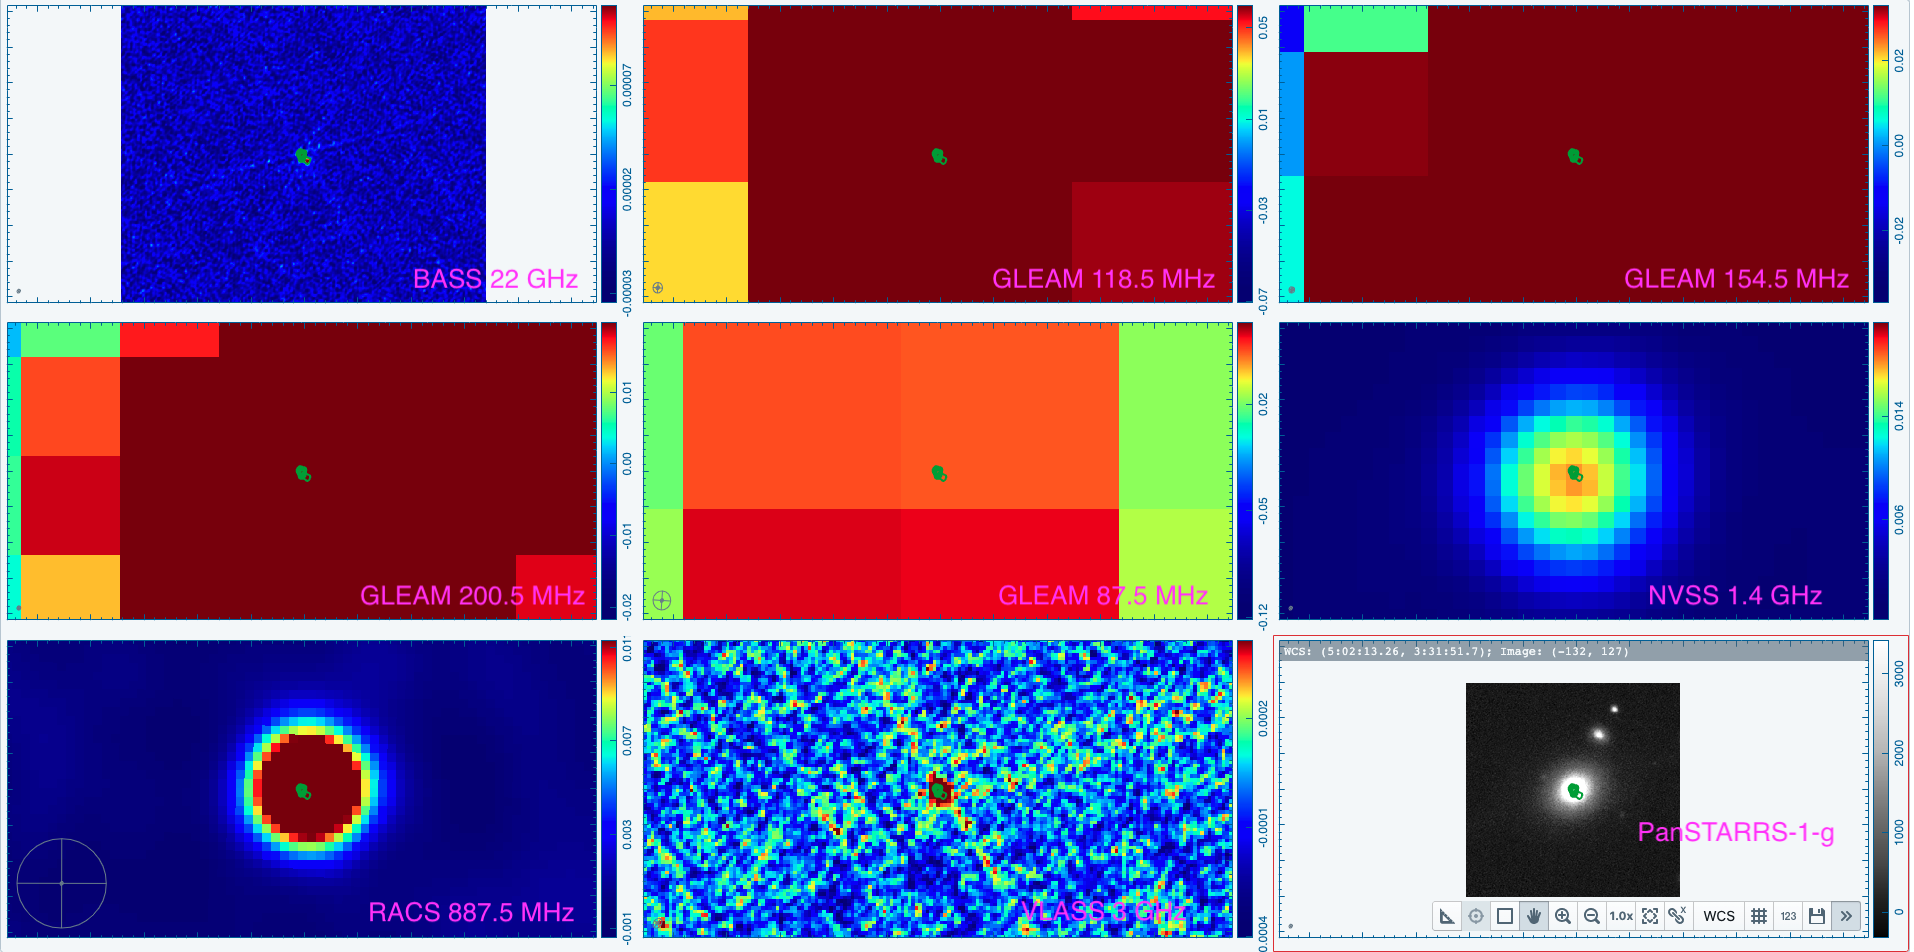 0.0007
0.00002
-0.00003
BASS 22 GHz
0.05
0.01
-0.03
-0.07
GLEAM 118.5 MHz
0.02
0.00
-0.02
GLEAM 154.5 MHz
0.01
0.00
-0.01
-0.02
GLEAM 200.5 MHz
0.02
-0.05
-0.12
GLEAM 87.5 MHz
0.014
0.006
NVSS 1.4 GHz
0.007
0.003
-0.001
RACS 887.5 MHz
0.0002
-0.0001
VLASS 3 GHz
WCS: (5:02:13.26, 3:31:51.7); Image: (-132, 127)
3000
2000
1000
0
PanSTARRS-1-g
1.0x
x
WCS
123